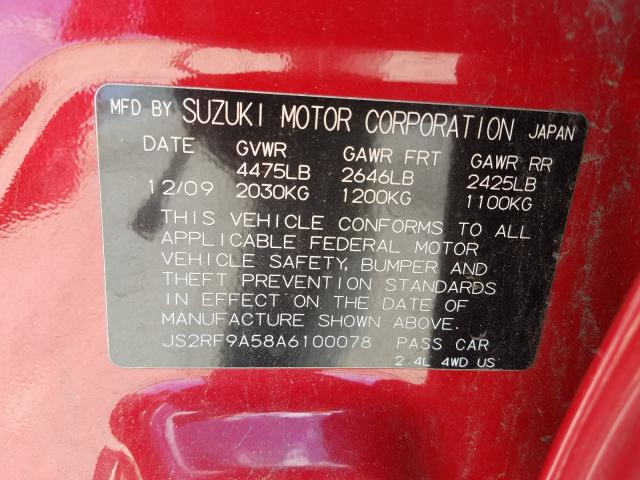 MFD BY SUZUKI MOTOR CORPORATION JAPAN
DATE GVWR GAWR FRT GAWR RR
4475LB 2646LB 2425LB
12/09 2030KG 1200KG 1100KG
THIS VEHICLE CONFORMS TO ALL
APPLICABLE FEDERAL MOTOR
VEHICLE SAFETY, BUMPER AND
THEFT PREVENTION STANDARDS
IN EFFECT ON THE DATE OF
MANUFACTURE SHOWN ABOVE.
JS2RF9A58A6100078 PASS CAR
2.4L 4WD US